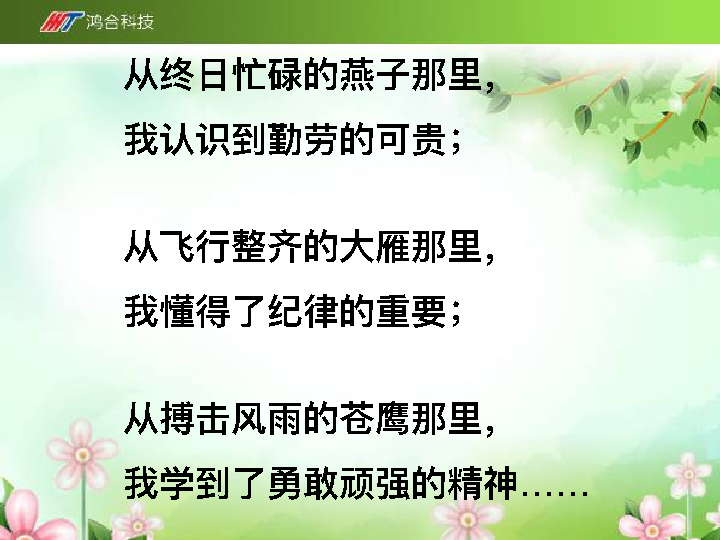 鸿合科技
从终日忙碌的燕子那里，
我认识到勤劳的可贵；
从飞行整齐的大雁那里，
我懂得了纪律的重要；
从搏击风雨的苍鹰那里，
我学到了勇敢顽强的精神……